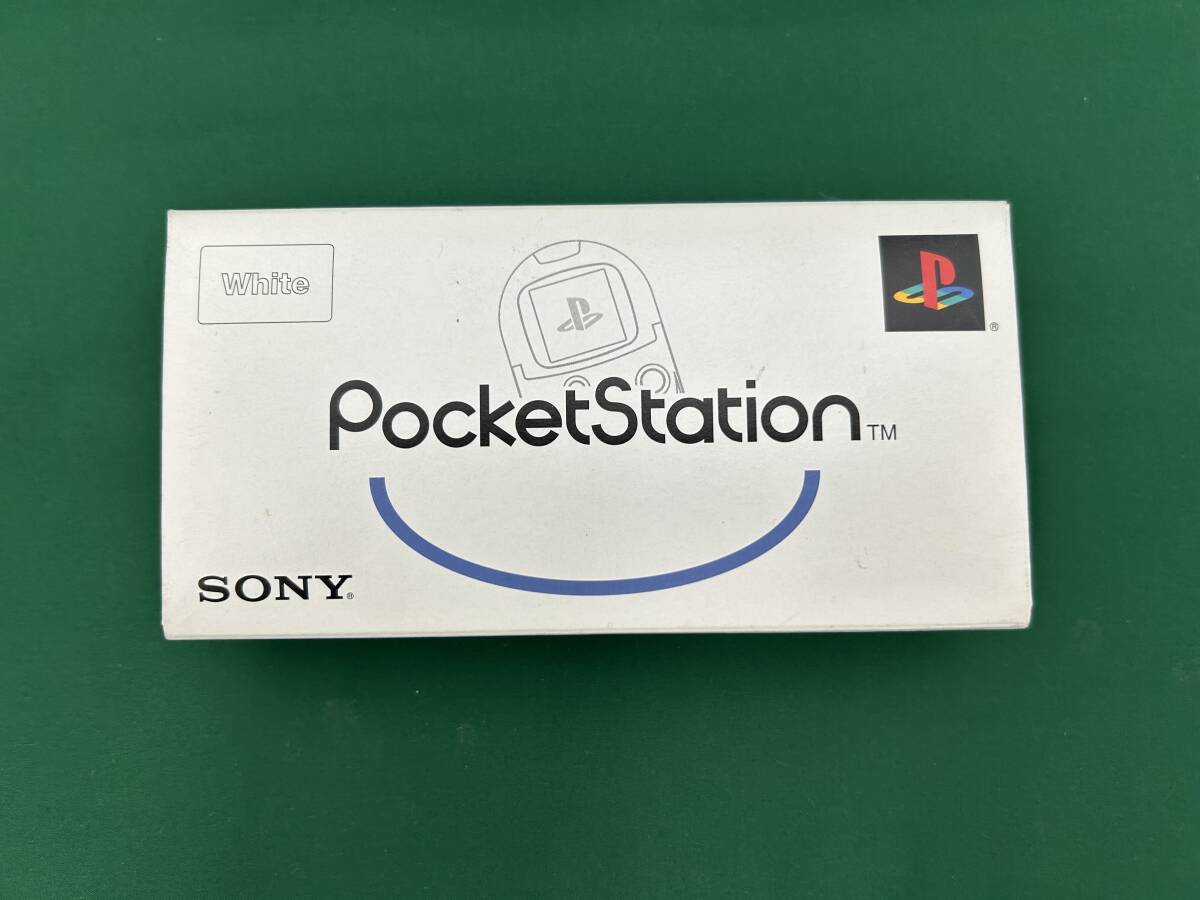 White
®
PocketStation™
SONY®